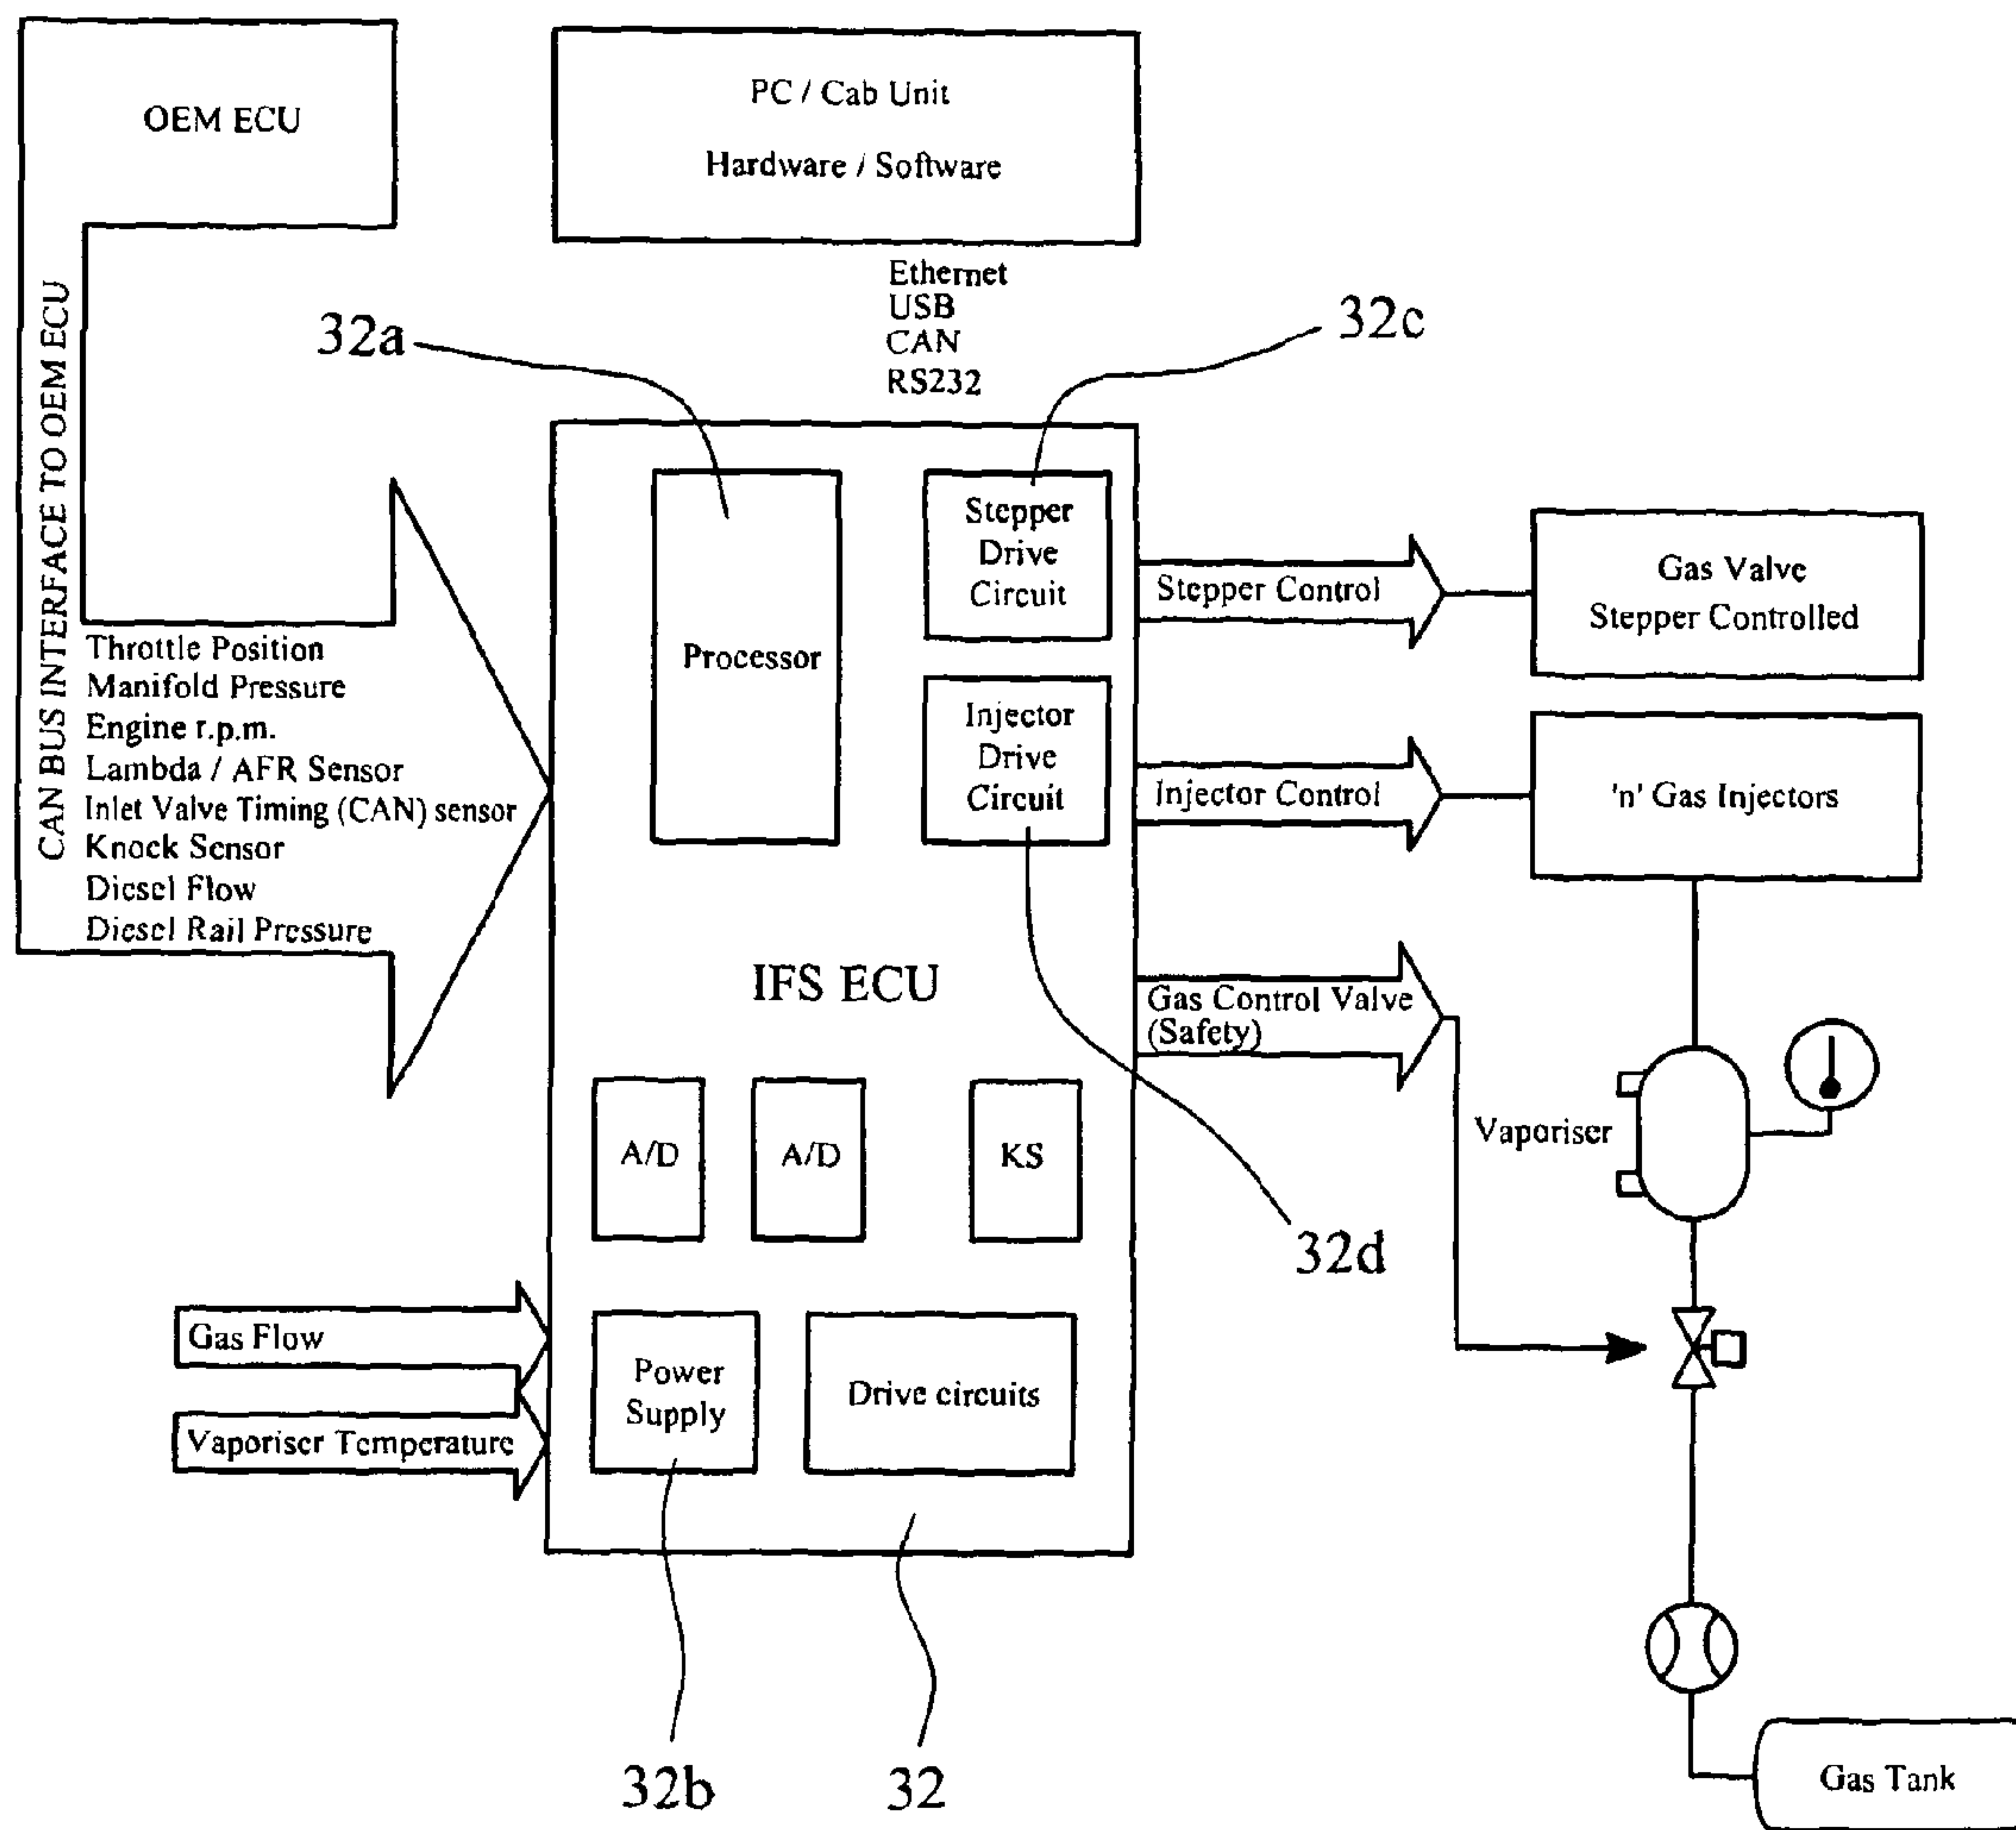 OEM ECU
PC / Cab Unit
Hardware / Software
Ethernet
USB
CAN
RS232
32a
32c
CAN BUS INTERFACE TO OEM ECU
Throttle Position
Manifold Pressure
Engine r.p.m.
Lambda / AFR Sensor
Inlet Valve Timing (CAN) sensor
Knock Sensor
Diesel Flow
Diesel Rail Pressure
Processor
Stepper
Drive
Circuit
Stepper Control
Gas Valve
Stepper Controlled
Injector
Drive
Circuit
Injector Control
'n' Gas Injectors
IFS ECU
Gas Control Valve
(Safety)
Vaporiser
A/D
A/D
KS
32d
Gas Flow
Vaporiser Temperature
Power
Supply
Drive circuits
32b
32
Gas Tank